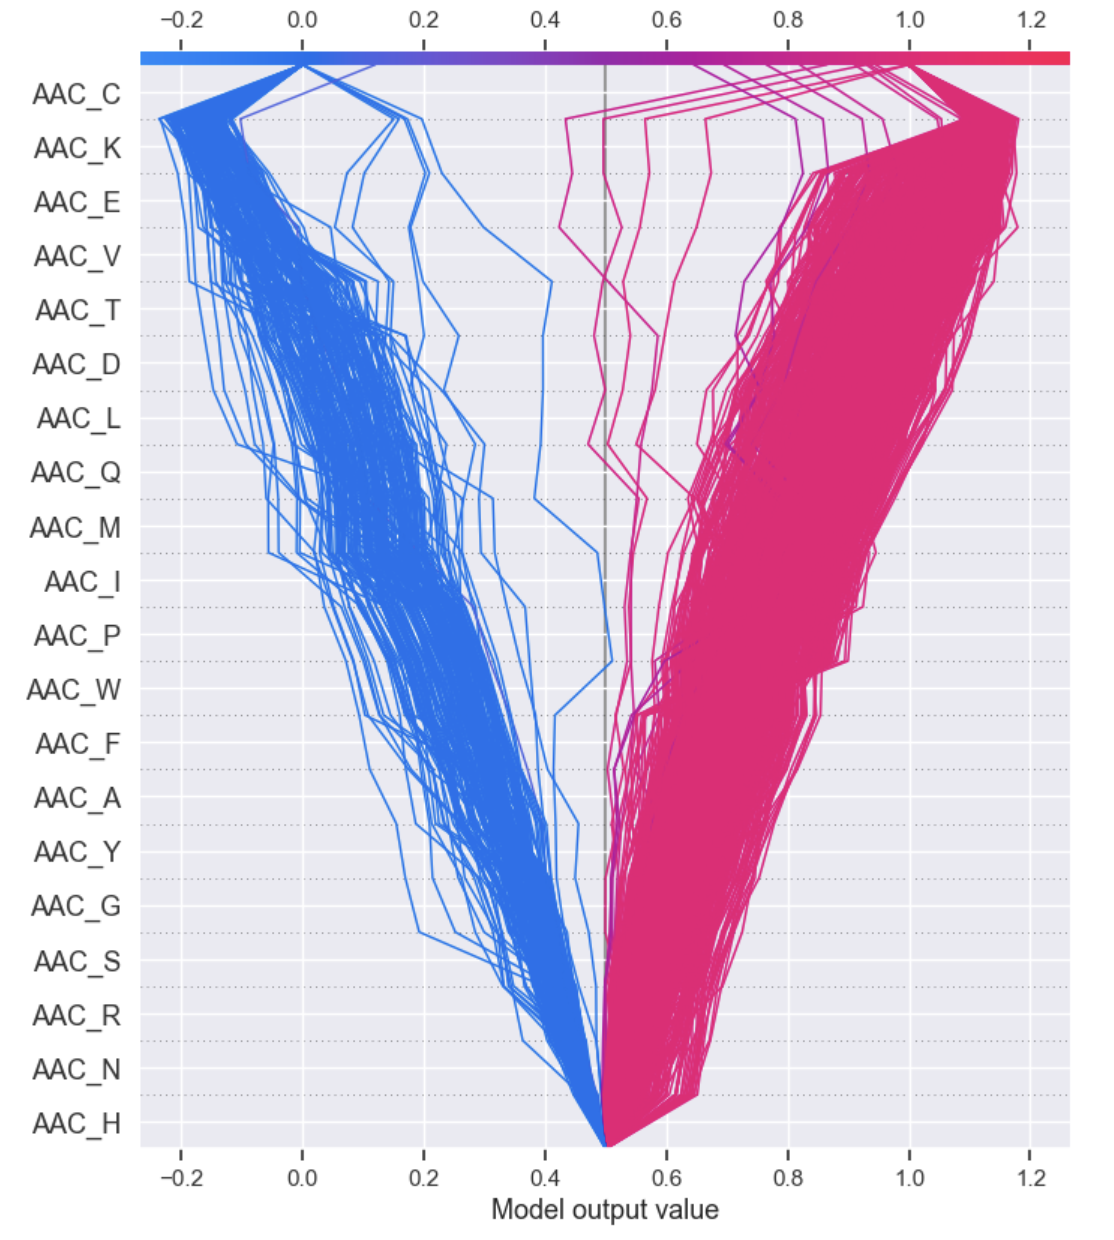 −0.2 0.0 0.2 0.4 0.6 0.8 1.0 1.2
AAC_C
AAC_K
AAC_E
AAC_V
AAC_T
AAC_D
AAC_L
AAC_Q
AAC_M
AAC_I
AAC_P
AAC_W
AAC_F
AAC_A
AAC_Y
AAC_G
AAC_S
AAC_R
AAC_N
AAC_H
−0.2 0.0 0.2 0.4 0.6 0.8 1.0 1.2
Model output value